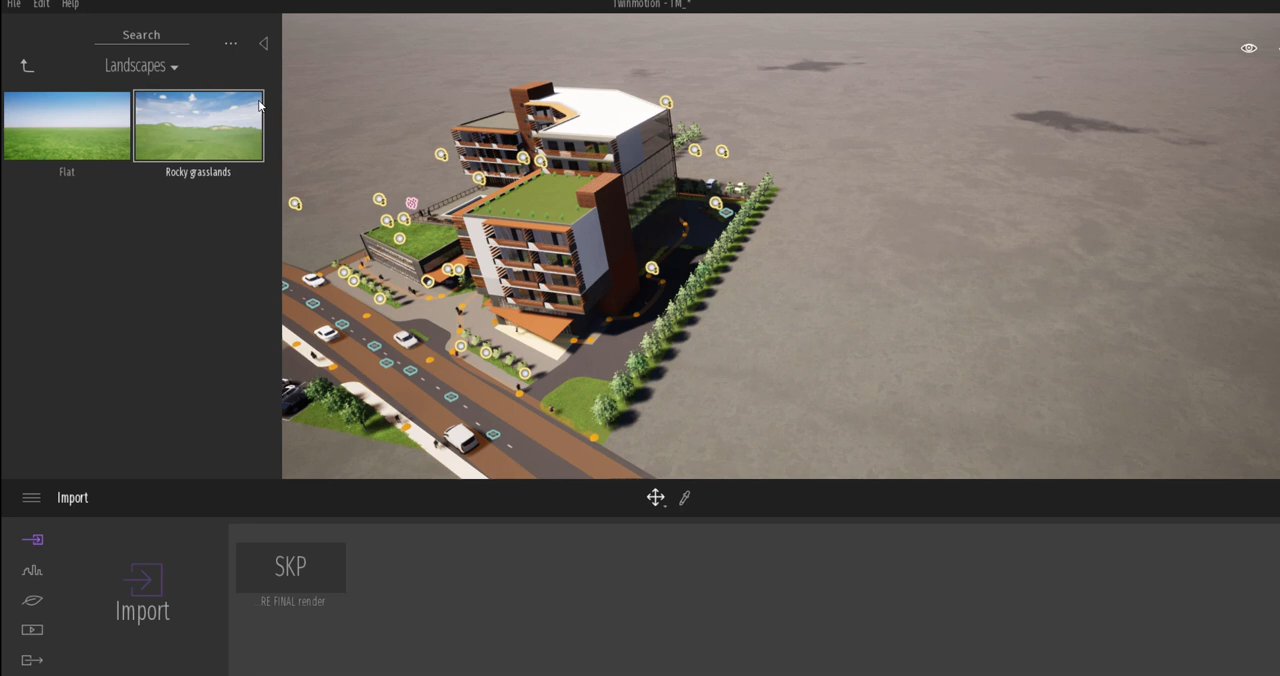 File Edit Help
Twinmotion - TM_*
Search
...
Landscapes
Flat
Rocky grasslands
Import
Import
SKP
...RE FINAL render